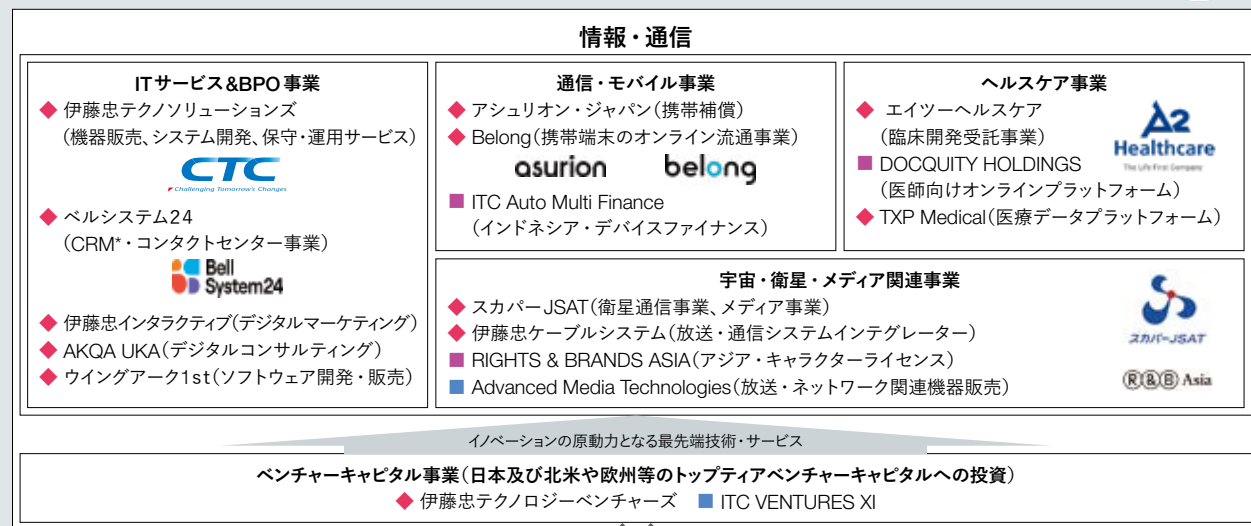 情報・通信
ITサービス&BPO事業
◆ 伊藤忠テクノソリューションズ
(機器販売、システム開発、保守・運用サービス)
CTC
Challenging Tomorrow's Changes
◆ ベルシステム24
(CRM*・コンタクトセンター事業)
Bell
System24
◆ 伊藤忠インタラクティブ(デジタルマーケティング)
◆ AKQA UKA(デジタルコンサルティング)
◆ ウイングアーク1st(ソフトウェア開発・販売)
通信・モバイル事業
◆ アシュリオン・ジャパン(携帯補償)
◆ Belong(携帯端末のオンライン流通事業)
asurion belong
■ ITC Auto Multi Finance
(インドネシア・デバイスファイナンス)
ヘルスケア事業
◆ エイツーヘルスケア
(臨床開発受託事業)
A2
Healthcare
The Life First Company
■ DOCQUITY HOLDINGS
(医師向けオンラインプラットフォーム)
◆ TXP Medical(医療データプラットフォーム)
宇宙・衛星・メディア関連事業
◆ スカパーJSAT(衛星通信事業、メディア事業)
◆ 伊藤忠ケーブルシステム(放送・通信システムインテグレーター)
■ RIGHTS & BRANDS ASIA(アジア・キャラクターライセンス)
■ Advanced Media Technologies(放送・ネットワーク関連機器販売)
スカパーJSAT
R&B Asia
イノベーションの原動力となる最先端技術・サービス
ベンチャーキャピタル事業(日本及び北米や欧州等のトップティアベンチャーキャピタルへの投資)
◆ 伊藤忠テクノロジーベンチャーズ ■ ITC VENTURES XI